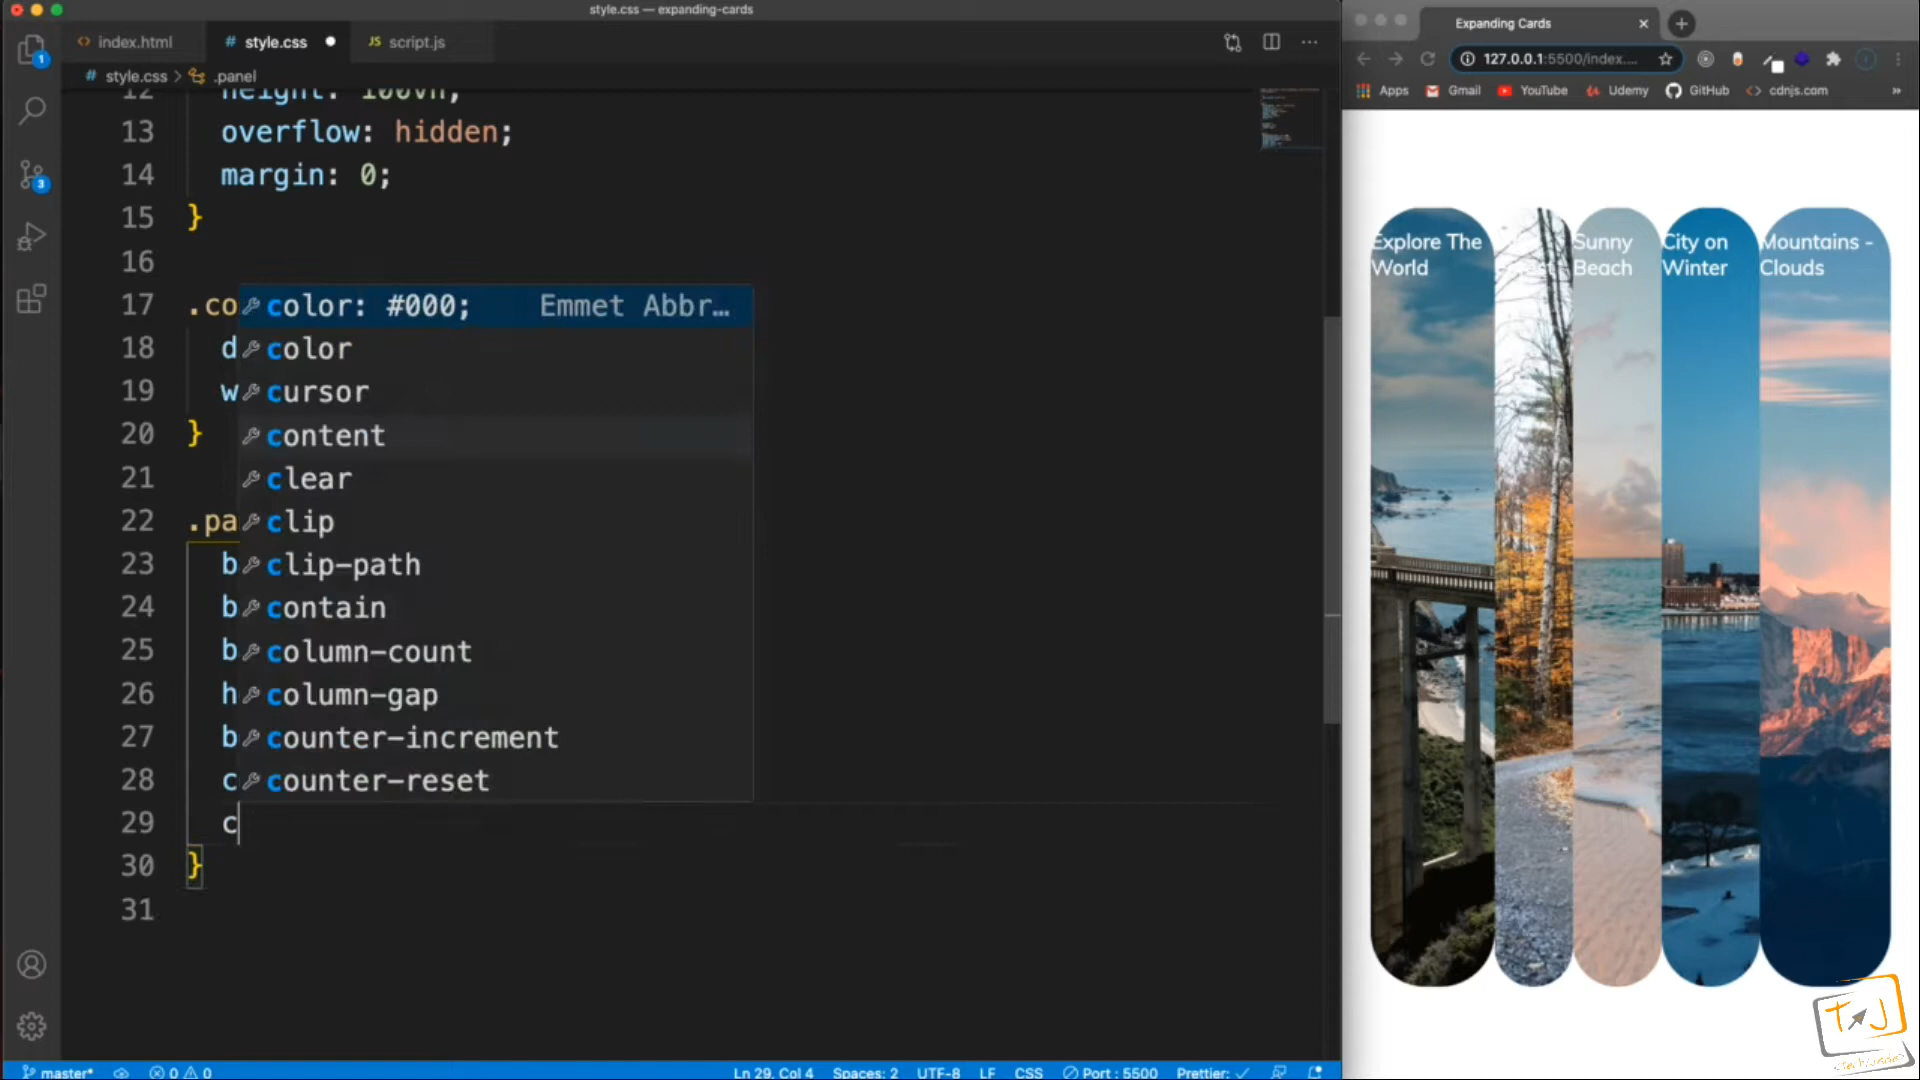 style.css — expanding-cards
index.html
# style.css
JS script.js
# style.css > .panel
12 height: 100vh;
13 overflow: hidden;
14 margin: 0;
15 }
16
17 .co
18 d
19 w
20 }
21
22 .pa
23 b
24 b
25 b
26 h
27 b
28 c
29 c
30 }
31
color: #000; Emmet Abbr…
color
cursor
content
clear
clip
clip-path
contain
column-count
column-gap
counter-increment
counter-reset
1
3
master*
0 0
Ln 29, Col 4
Spaces: 2
UTF-8
LF
CSS
Port : 5500
Prettier: ✓
Expanding Cards
127.0.0.1:5500/index....
Apps
Gmail
YouTube
Udemy
GitHub
cdnjs.com
»
Explore The
World
Sunny
Beach
City on
Winter
Mountains -
Clouds
TJ